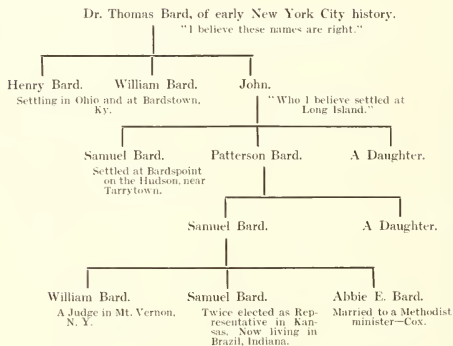 Dr. Thomas Bard, of early New York City history.
"I believe these names are right."
Henry Bard. William Bard. John.
Settling in Ohio and at Bardstown,
Ky.
"Who I believe settled at
Long Island."
Samuel Bard. Patterson Bard. A Daughter.
Settled at Bardspoint
on the Hudson, near
Tarrytown.
Samuel Bard. A Daughter.
William Bard. Samuel Bard. Abbie E. Bard.
A Judge in Mt. Vernon,
N. Y.
Twice elected as Rep-
resentative in Kan-
sas. Now living in
Brazil, Indiana.
Married to a Methodist
minister—Cox.